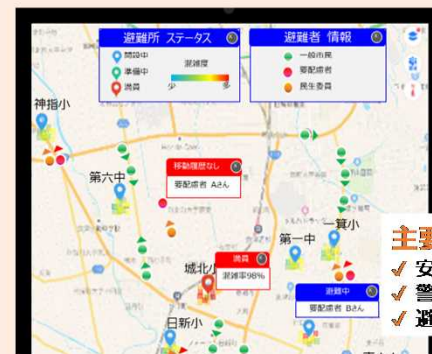 避難所 ステータス
開設中
準備中
満員
混雑度
少 多
避難者 情報
一般市民
要配慮者
民生委員
神指小
第六中
移動履歴なし
要配慮者 Aさん
城北小
満員
混雑率98%
第一中
一箕小
避難中
要配慮者 Bさん
日新小
主要
✓ 安
✓ 警
✓ 避